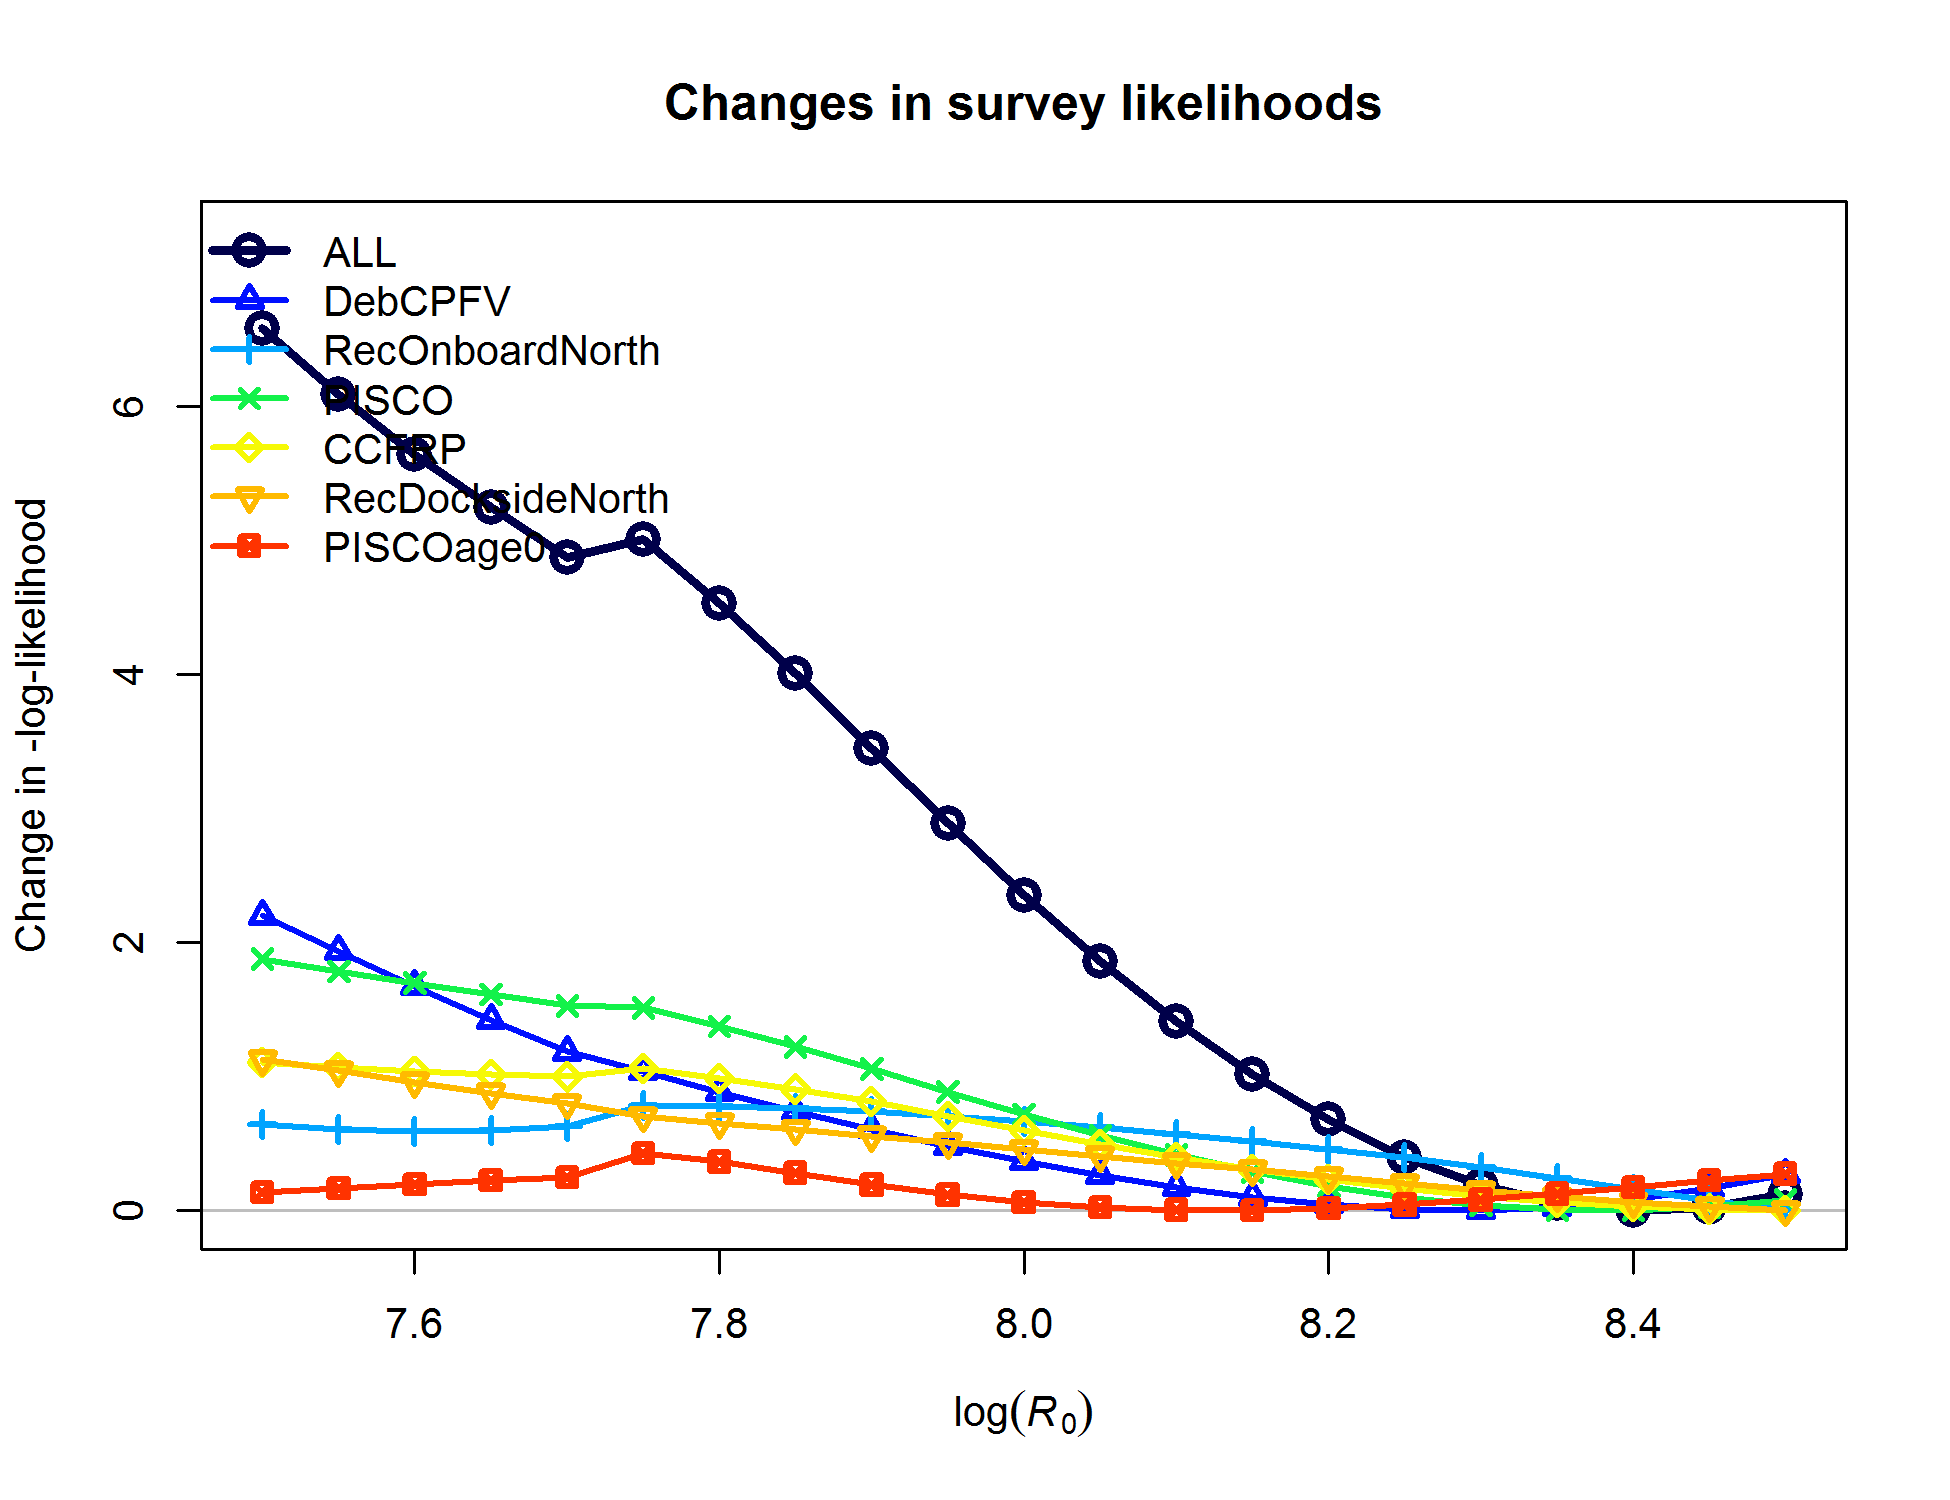 Changes in survey likelihoods
ALL
DebCPFV
RecOnboardNorth
PISCO
CCFRP
RecDocksideNorth
PISCOage0
Change in -log-likelihood
6
4
2
0
7.6 7.8 8.0 8.2 8.4
log(R0)